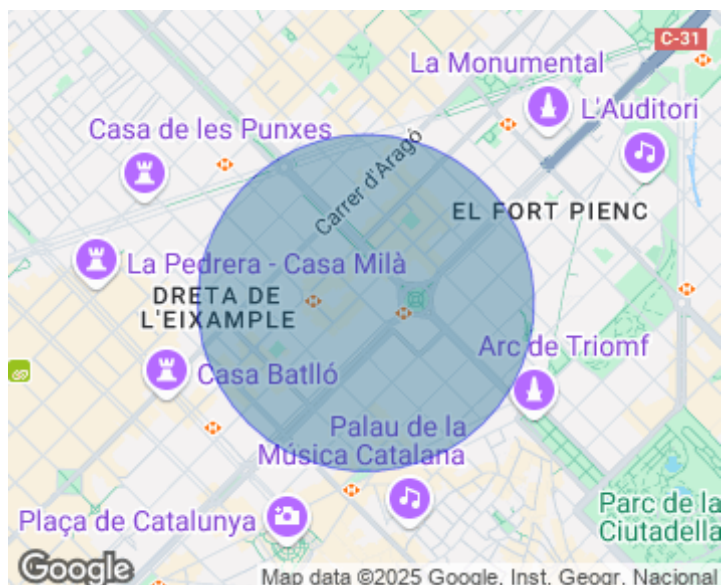 C-31
La Monumental
L'Auditori
Casa de les Punxes
Carrer d'Aragó
EL FORT PIENC
La Pedrera - Casa Milà
DRETA DE
L'EIXAMPLE
Arc de Triomf
Casa Batlló
Palau de la
Música Catalana
Plaça de Catalunya
Parc de la
Ciutadella
Google
Map data ©2025 Google, Inst. Geogr. Nacional